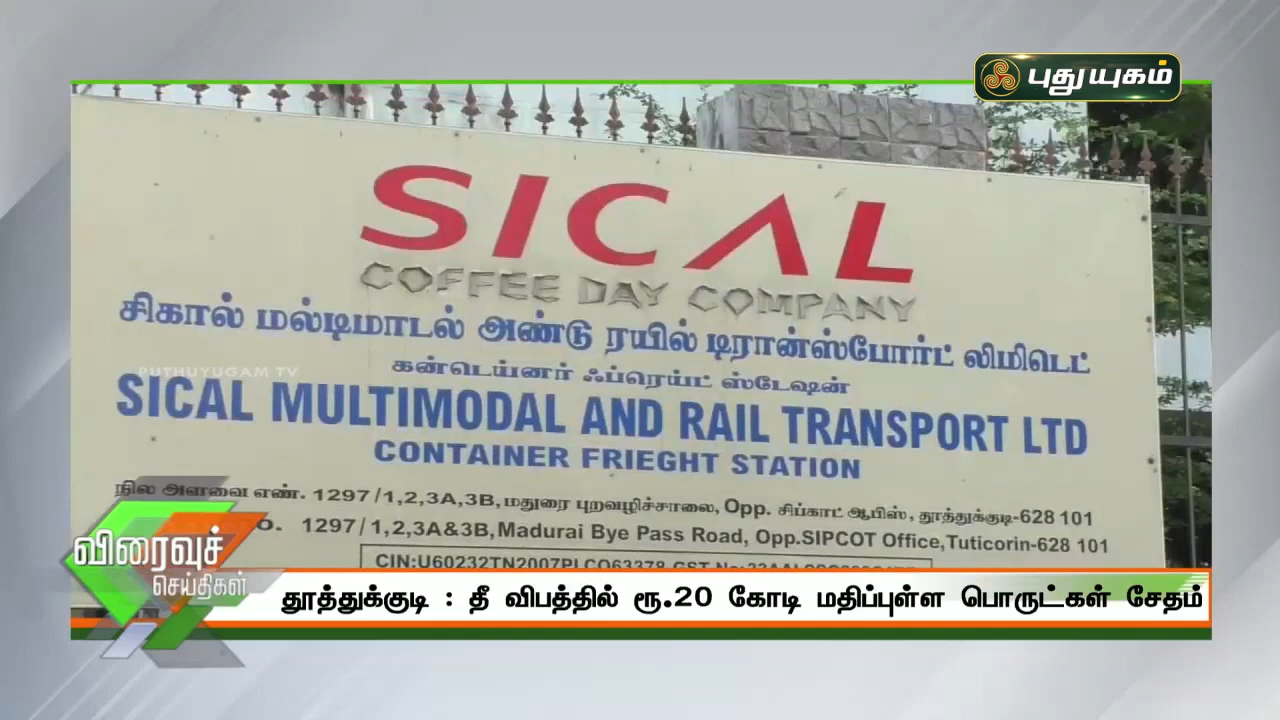 புதுயுகம்
SICAL
COFFEE DAY COMPANY
சிகால் மல்டிமாடல் அண்டு ரயில் டிரான்ஸ்போர்ட் லிமிடெட்
கன்டெய்னர் ஃப்ரெய்ட் ஸ்டேஷன்
PUTHUYUGAM TV
SICAL MULTIMODAL AND RAIL TRANSPORT LTD
CONTAINER FRIEGHT STATION
நில அளவை எண். 1297/1,2,3A,3B, மதுரை புறவழிச்சாலை, Opp. சிப்காட் ஆபிஸ், தூத்துக்குடி-628 101
1297/1,2,3A&3B, Madurai Bye Pass Road, Opp.SIPCOT Office, Tuticorin-628 101
விரைவுச்
செய்திகள்
தூத்துக்குடி : தீ விபத்தில் ரூ.20 கோடி மதிப்புள்ள பொருட்கள் சேதம்